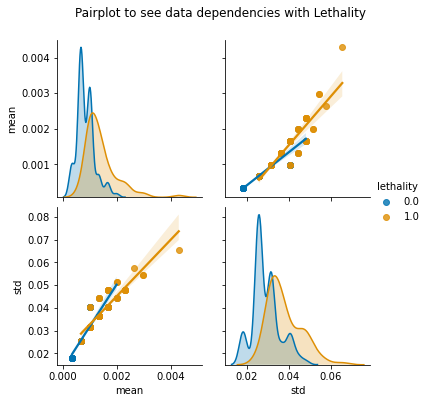 Pairplot to see data dependencies with Lethality
0.004
0.003
0.002
0.001
mean
lethality
0.0
1.0
0.08
0.07
0.06
0.05
0.04
0.03
0.02
std
0.000 0.002 0.004
mean
0.02 0.04 0.06
std